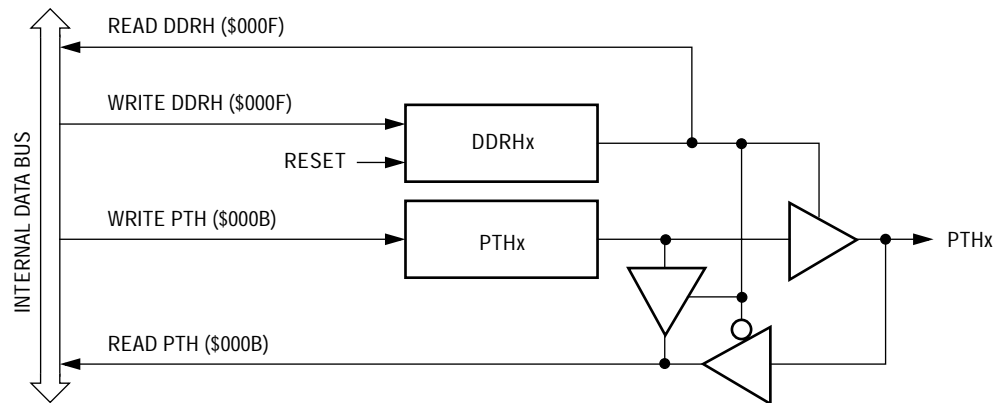 READ DDRH ($000F)
WRITE DDRH ($000F)
DDRHx
RESET
INTERNAL DATA BUS
WRITE PTH ($000B)
PTHx
PTHx
READ PTH ($000B)